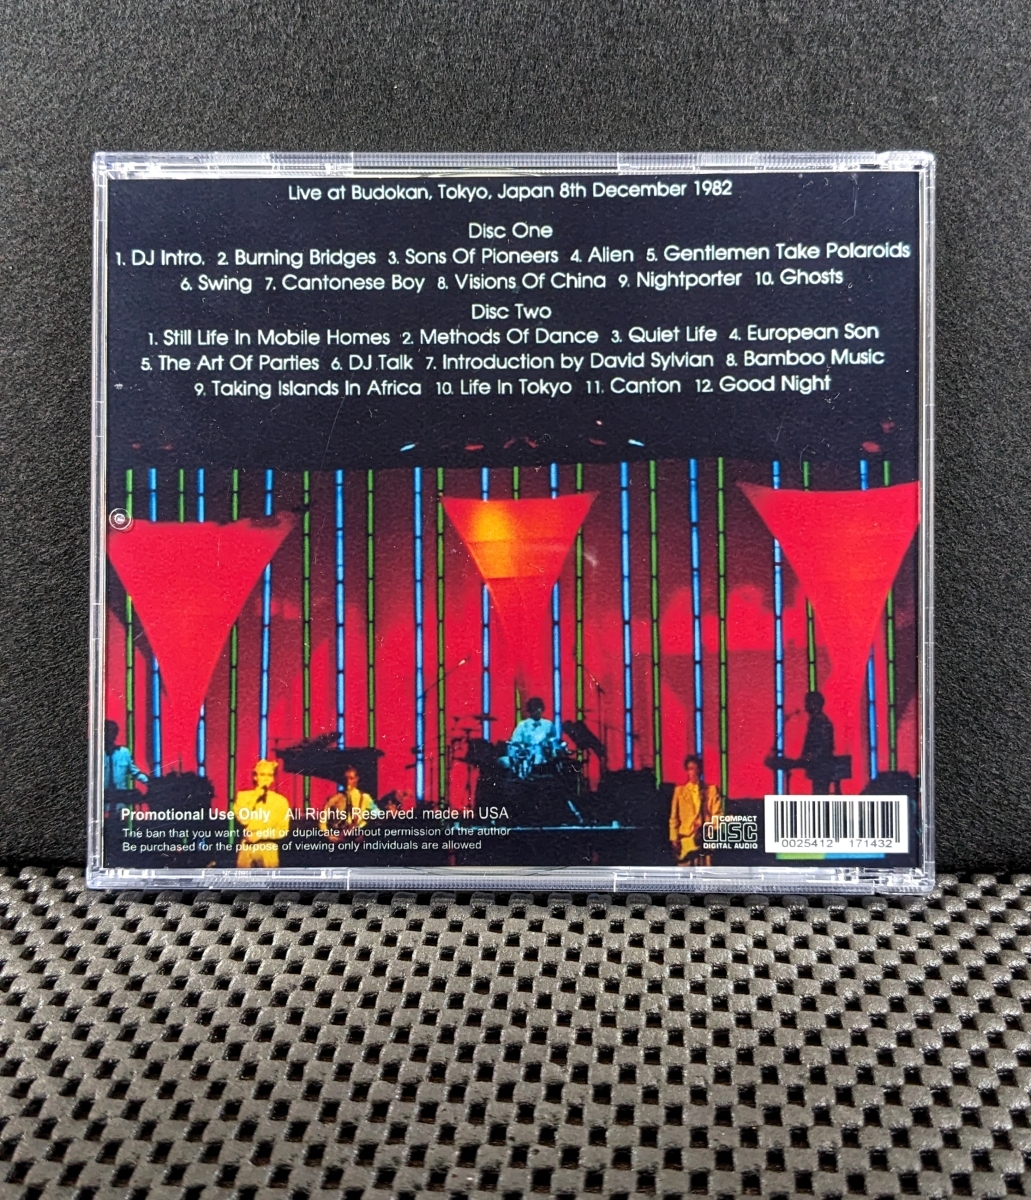 Live at Budokan, Tokyo, Japan 8th December 1982
Disc One
1. DJ Intro. 2. Burning Bridges 3. Sons Of Pioneers 4. Alien 5. Gentlemen Take Polaroids
6. Swing 7. Cantonese Boy 8. Visions Of China 9. Nightporter 10. Ghosts
Disc Two
1. Still Life In Mobile Homes 2. Methods Of Dance 3. Quiet Life 4. European Son
5. The Art Of Parties 6. DJ Talk 7. Introduction by David Sylvian 8. Bamboo Music
9. Taking Islands In Africa 10. Life In Tokyo 11. Canton 12. Good Night
Promotional Use Only All Rights Reserved. made in USA
The ban that you want to edit or duplicate without permission of the author
Be purchased for the purpose of viewing only individuals are allowed
COMPACT
disc
DIGITAL AUDIO
0025412 171432